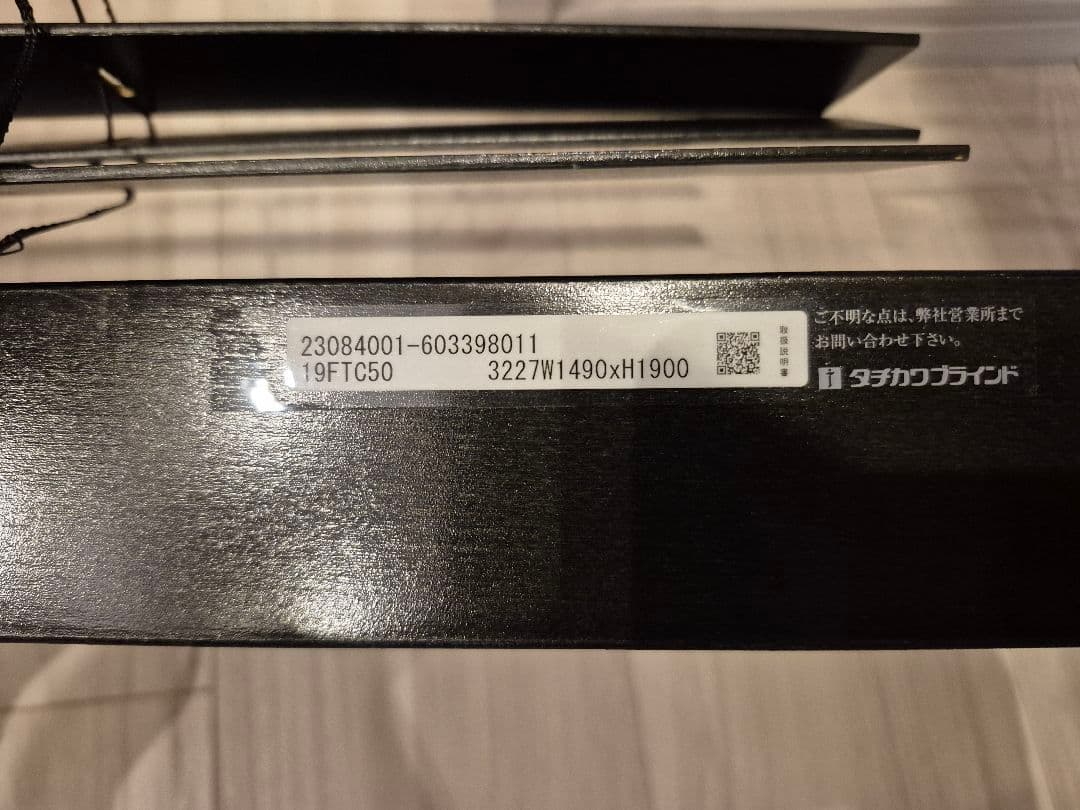 23084001-603398011
19FTC50 3227W1490xH1900
取扱説明書
ご不明な点は、弊社営業所まで
お問い合わせ下さい。
タチカワブラインド